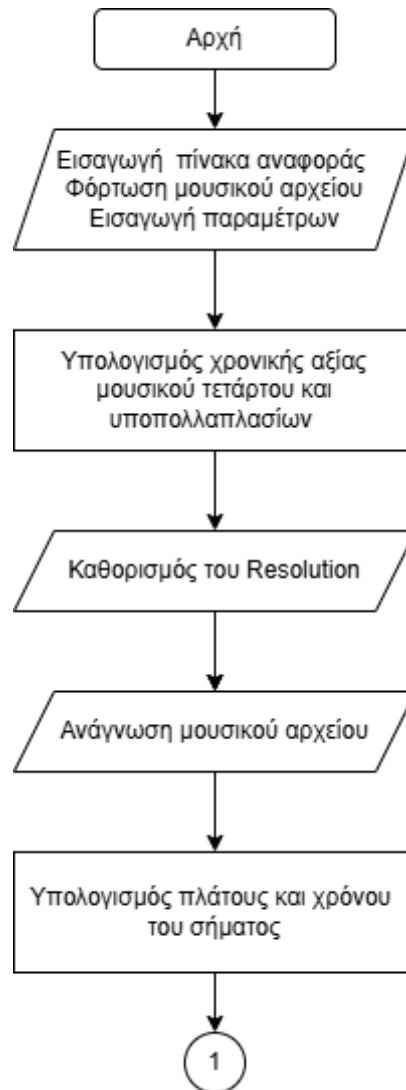 Αρχή
Εισαγωγή πίνακα αναφοράς
Φόρτωση μουσικού αρχείου
Εισαγωγή παραμέτρων
Υπολογισμός χρονικής αξίας
μουσικού τετάρτου και
υποπολλαπλασίων
Καθορισμός του Resolution
Ανάγνωση μουσικού αρχείου
Υπολογισμός πλάτους και χρόνου
του σήματος
1